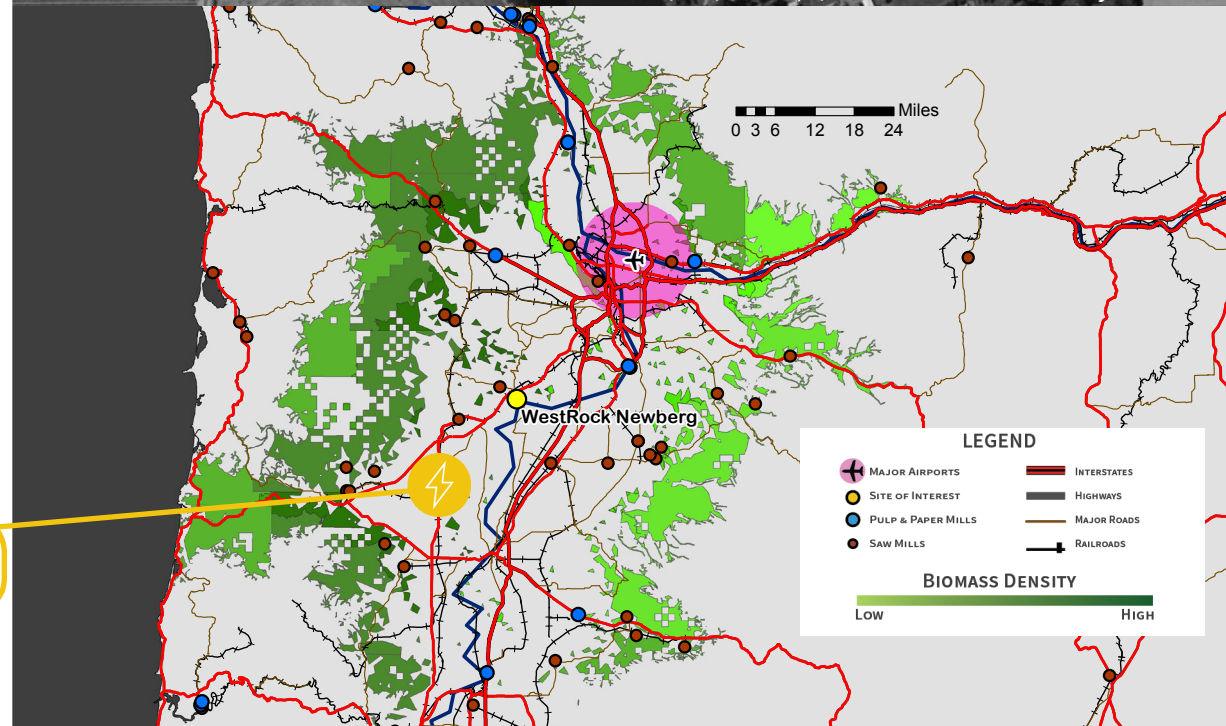 Miles
0 3 6 12 18 24
WestRock Newberg
LEGEND
Major Airports
Site of Interest
Pulp & Paper Mills
Saw Mills
Interstates
Highways
Major Roads
Railroads
Biomass Density
Low High